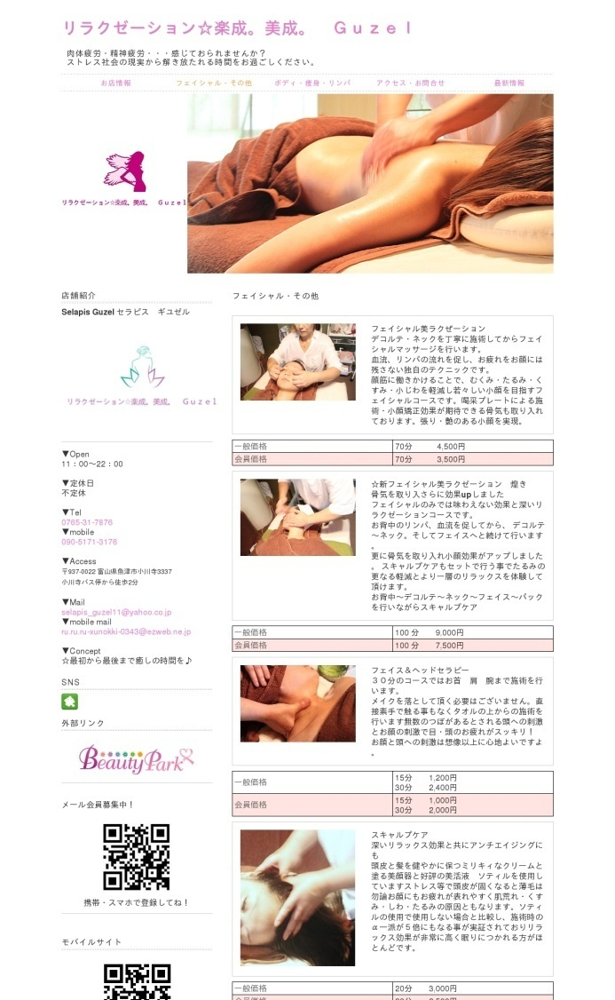 リラクゼーション☆楽成。美成。　Ｇｕｚｅｌ
肉体疲労・精神疲労・・・感じておられませんか？
ストレス社会の現実から解き放たれる時間をお過ごしください。
お店情報
フェイシャル・その他
ボディ・痩身・リンパ
アクセス・お問合せ
最新情報
リラクゼーション☆楽成。美成。　Ｇｕｚｅｌ
店舗紹介
Selapis Guzel セラピス　ギュゼル
リラクゼーション☆楽成。美成。　Ｇｕｚｅｌ
▼Open
11：00～22：00
▼定休日
不定休
▼Tel
0765-31-7876
▼mobile
090-5171-3176
▼Access
〒937-0022 富山県魚津市小川寺3337
小川寺バス停から徒歩2分
▼Mail
selapis_guzel11@yahoo.co.jp
▼mobile mail
ru.ru.ru-xunokki-0343@ezweb.ne.jp
▼Concept
☆最初から最後まで癒しの時間を♪
SNS
外部リンク
BeautyPark
メール会員募集中！
携帯・スマホで登録してね！
モバイルサイト
フェイシャル・その他
フェイシャル美ラクゼーション
デコルテ・ネックを丁寧に施術してからフェイ
シャルマッサージを行います。
血流、リンパの流れを促し、お疲れをお顔には
残さない独自のテクニックです。
顔筋に働きかけることで、むくみ・たるみ・く
すみ・小じわを軽減し若々しい小顔を目指すフ
ェイシャルコースです。喝采プレートによる施
術・小顔矯正効果が期待できる骨気も取り入れ
ております。張り・艶のある小顔を実現。
一般価格 70分 4,500円
会員価格 70分 3,500円
☆新フェイシャル美ラクゼーション　煌き
骨気を取り入さらに効果upしました
フェイシャルのみでは味わえない効果と深いリ
ラクゼーションコースです。
お背中のリンパ、血流を促してから、 デコルテ
～ネック。そしてフェイスへと続けて行います
。
更に骨気を取り入れ小顔効果がアップしました
。 スキャルプケアもセットで行う事でたるみの
更なる軽減とより一層のリラックスを体験して
頂けます。
お背中～デコルテ～ネック～フェイス～パック
を行いながらスキャルプケア
一般価格 100 分 9,000円
会員価格 100 分 7,500円
フェイス＆ヘッドセラピー
３０分のコースではお首　肩　腕まで施術を行
います。
メイクを落として頂く必要はございません。直
接素手で触る事もなくタオルの上からの施術を
行います無数のつぼがあるとされる頭への刺激
とお顔の刺激で目・頭のお疲れがスッキリ！
お顔と頭への刺激は想像以上に心地よいですよ
。
一般価格 15分 1.200円
30分 2,400円
会員価格 15分 1,000円
30分 2,000円
スキャルプケア
深いリラックス効果と共にアンチエイジングに
も
頭皮と髪を健やかに保つミリキィなクリームと
塗る美顔器と好評の美活液　ソティルを使用し
ていますストレス等で頭皮が固くなると薄毛は
勿論お顔にもお疲れが表れやすく肌荒れ・くす
み・しわ・たるみの原因ともなります。ソティ
ルの使用で使用しない場合と比較し、施術時の
α一派が５倍にもなる事が実証されておりリラ
ックス効果が非常に高く眠りにつかれる方がほ
とんどです。
一般価格 20分 3,000円